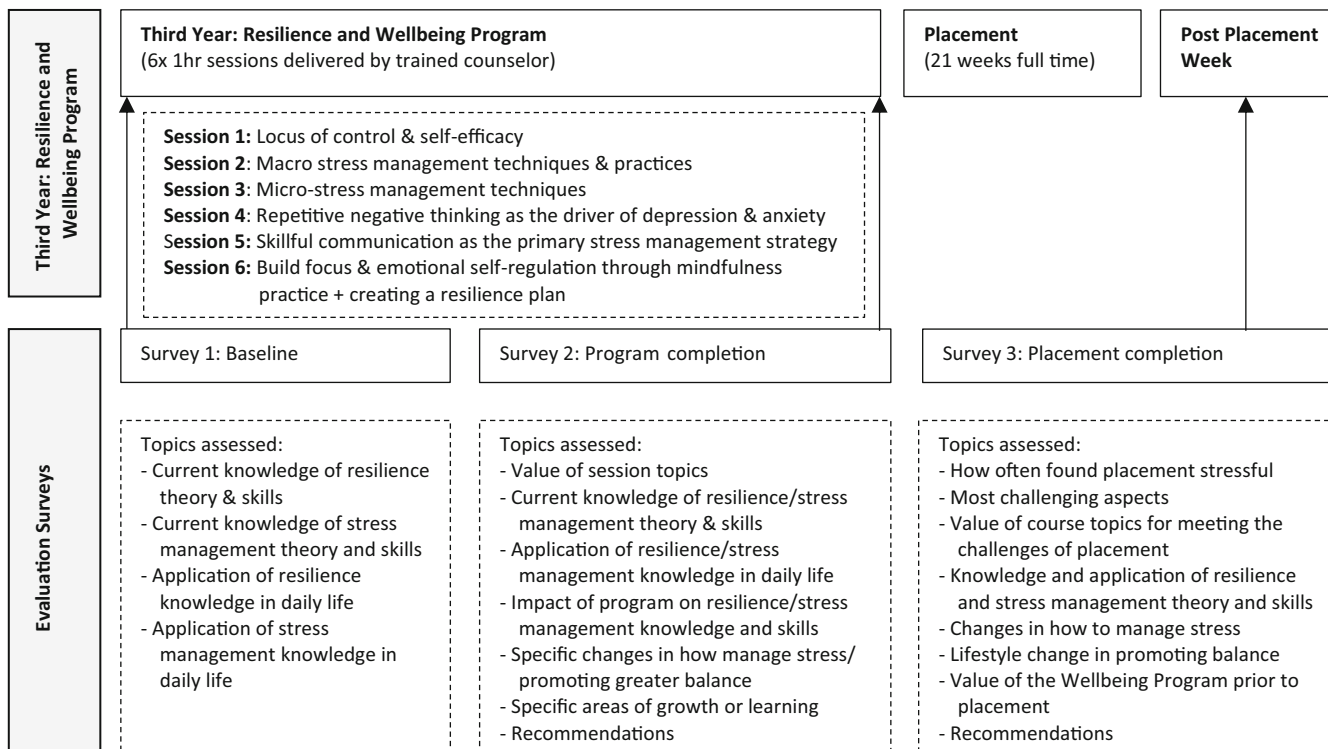 Third Year: Resilience and
Wellbeing Program
Third Year: Resilience and Wellbeing Program
(6x 1hr sessions delivered by trained counselor)
Placement
(21 weeks full time)
Post Placement
Week
Session 1: Locus of control & self-efficacy
Session 2: Macro stress management techniques & practices
Session 3: Micro-stress management techniques
Session 4: Repetitive negative thinking as the driver of depression & anxiety
Session 5: Skillful communication as the primary stress management strategy
Session 6: Build focus & emotional self-regulation through mindfulness
practice + creating a resilience plan
Evaluation Surveys
Survey 1: Baseline
Survey 2: Program completion
Survey 3: Placement completion
Topics assessed:
- Current knowledge of resilience
theory & skills
- Current knowledge of stress
management theory and skills
- Application of resilience
knowledge in daily life
- Application of stress
management knowledge in
daily life
Topics assessed:
- Value of session topics
- Current knowledge of resilience/stress
management theory & skills
- Application of resilience/stress
management knowledge in daily life
- Impact of program on resilience/stress
management knowledge and skills
- Specific changes in how manage stress/
promoting greater balance
- Specific areas of growth or learning
- Recommendations
Topics assessed:
- How often found placement stressful
- Most challenging aspects
- Value of course topics for meeting the
challenges of placement
- Knowledge and application of resilience
and stress management theory and skills
- Changes in how to manage stress
- Lifestyle change in promoting balance
- Value of the Wellbeing Program prior to
placement
- Recommendations